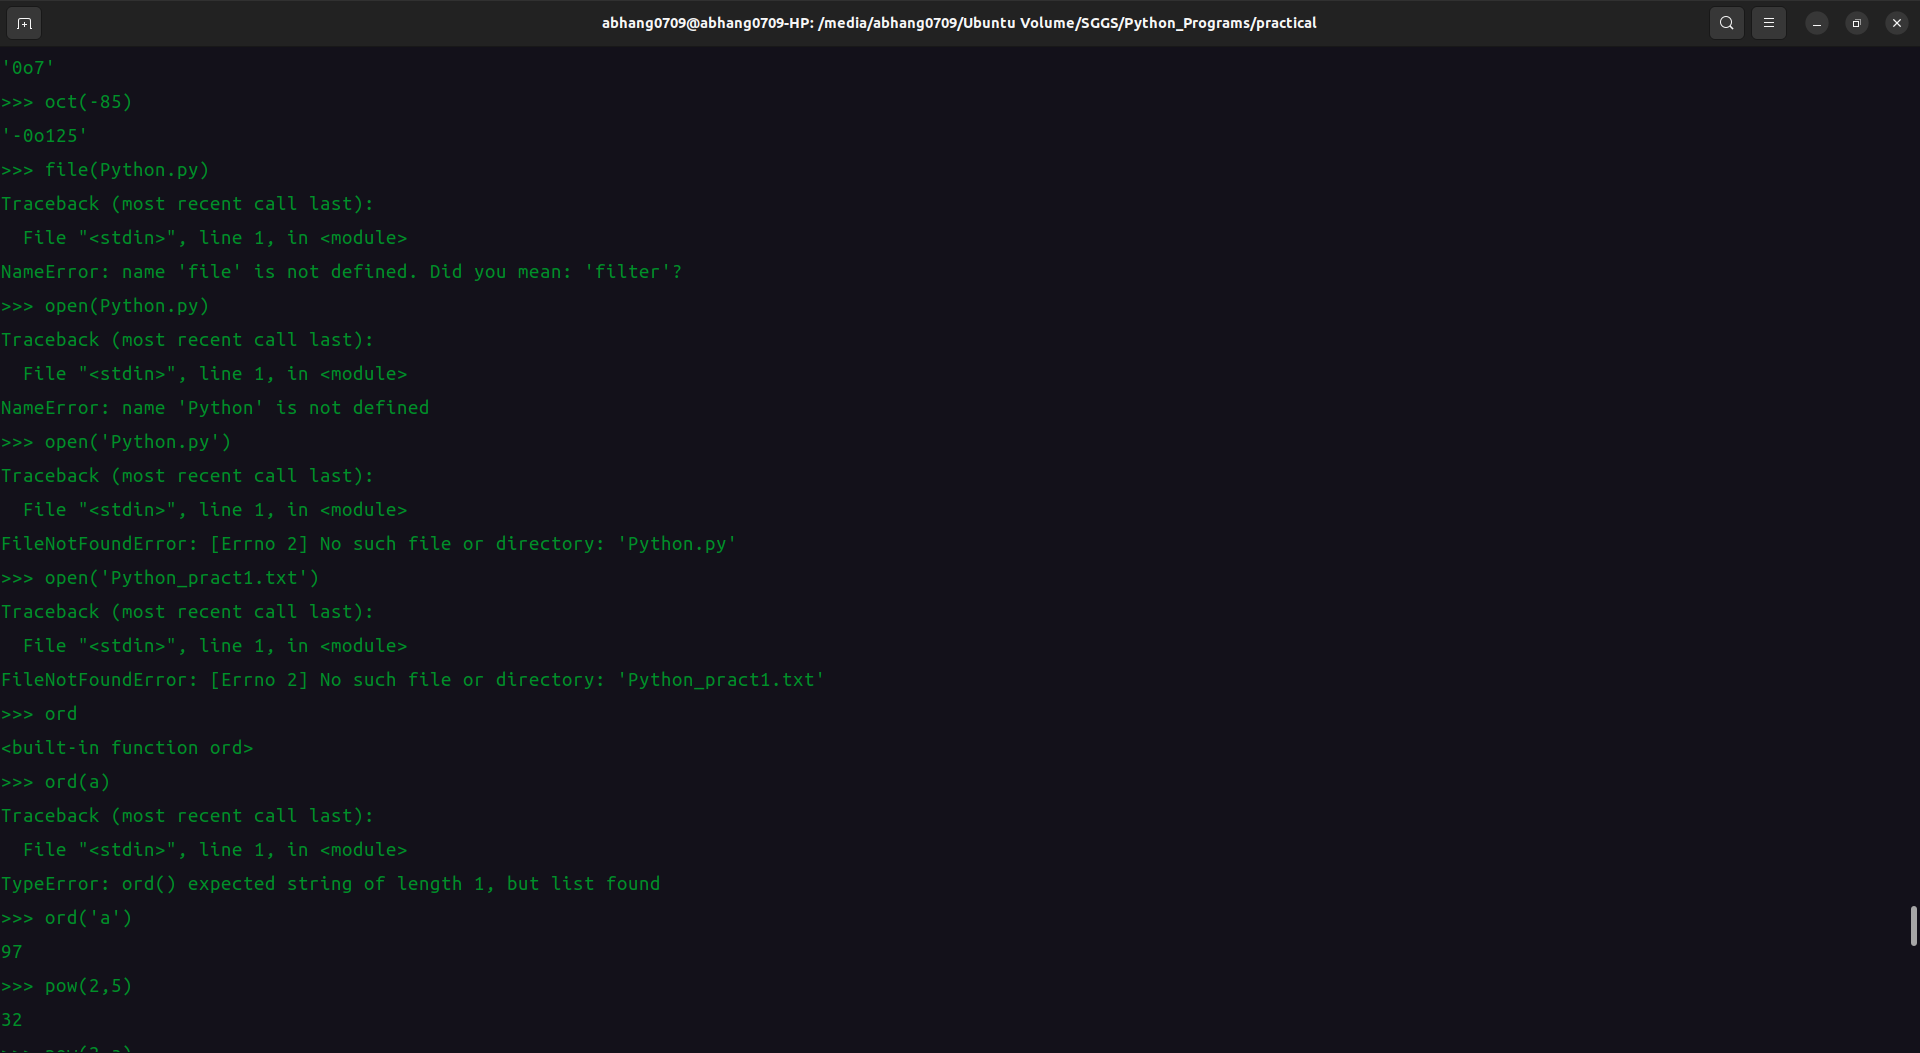 abhang0709@abhang0709-HP: /media/abhang0709/Ubuntu Volume/SGGS/Python_Programs/practical
'0o7'
>>> oct(-85)
'-0o125'
>>> file(Python.py)
Traceback (most recent call last):
  File "<stdin>", line 1, in <module>
NameError: name 'file' is not defined. Did you mean: 'filter'?
>>> open(Python.py)
Traceback (most recent call last):
  File "<stdin>", line 1, in <module>
NameError: name 'Python' is not defined
>>> open('Python.py')
Traceback (most recent call last):
  File "<stdin>", line 1, in <module>
FileNotFoundError: [Errno 2] No such file or directory: 'Python.py'
>>> open('Python_pract1.txt')
Traceback (most recent call last):
  File "<stdin>", line 1, in <module>
FileNotFoundError: [Errno 2] No such file or directory: 'Python_pract1.txt'
>>> ord
<built-in function ord>
>>> ord(a)
Traceback (most recent call last):
  File "<stdin>", line 1, in <module>
TypeError: ord() expected string of length 1, but list found
>>> ord('a')
97
>>> pow(2,5)
32